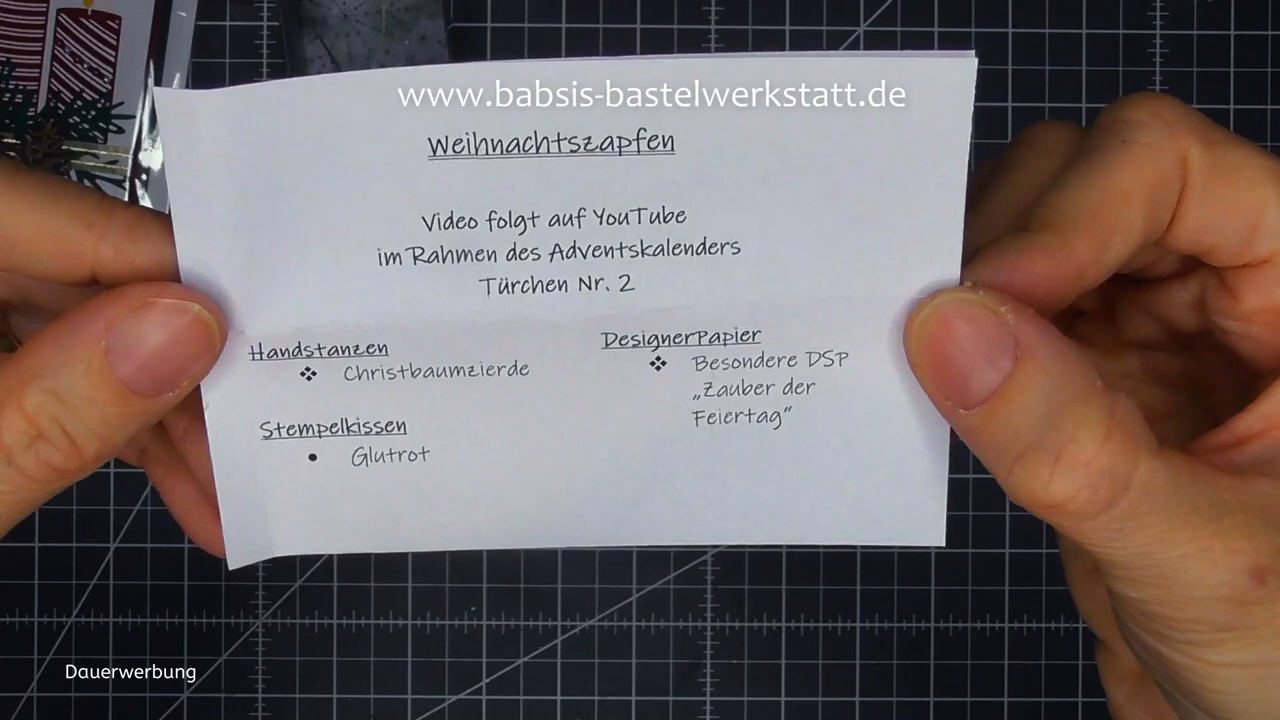 www.babsis-bastelwerkstatt.de
Weihnachtszapfen
Video folgt auf YouTube
im Rahmen des Adventskalenders
Türchen Nr. 2
Handstanzen
❖ Christbaumzierde
Stempelkissen
• Glutrot
DesignerPapier
❖ Besondere DSP
„Zauber der
Feiertag“
Dauerwerbung